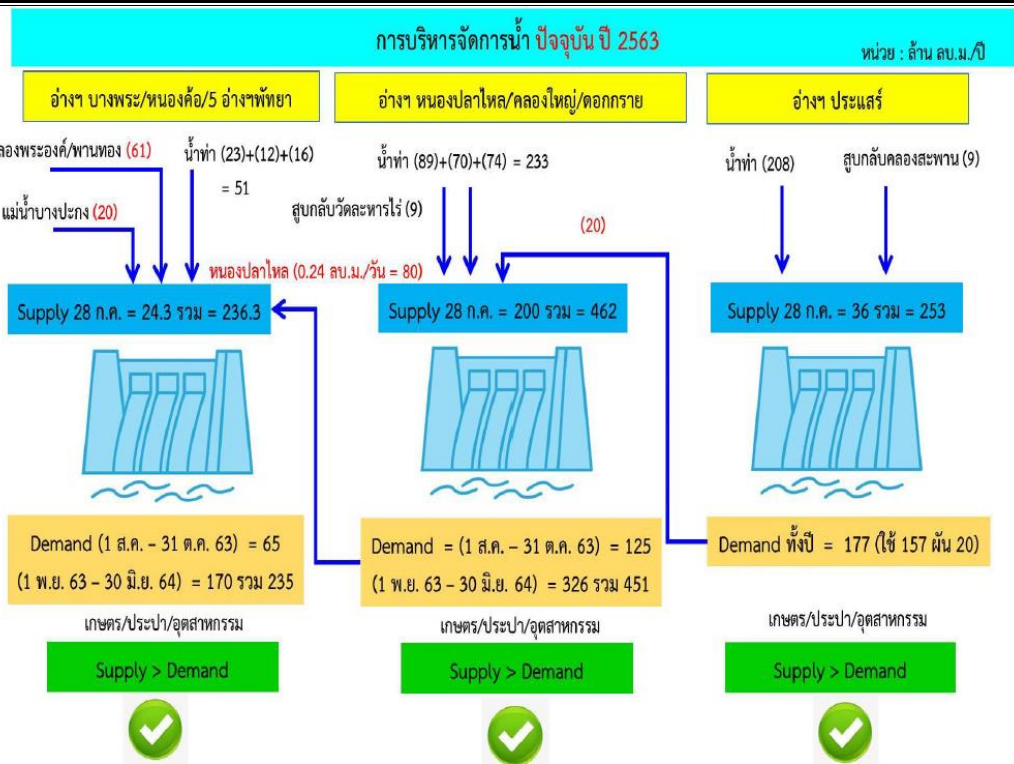 การบริหารจัดการน้ำ ปัจจุบัน ปี 2563
หน่วย : ล้าน ลบ.ม./ปี
อ่างฯ บางพระ/หนองค้อ/5 อ่างฯพัทยา
ลองพระองค์/พานทอง (61)
น้ำท่า (23)+(12)+(16)
= 51
แม่น้ำบางปะกง (20)
หนองปลาไหล (0.24 ลบ.ม./วัน = 80)
Supply 28 ก.ค. = 24.3 รวม = 236.3
Demand (1 ส.ค. – 31 ต.ค. 63) = 65
(1 พ.ย. 63 – 30 มิ.ย. 64) = 170 รวม 235
เกษตร/ประปา/อุตสาหกรรม
Supply > Demand
อ่างฯ หนองปลาไหล/คลองใหญ่/ดอกกราย
น้ำท่า (89)+(70)+(74) = 233
สูบกลับวัดละหารไร่ (9)
(20)
Supply 28 ก.ค. = 200 รวม = 462
Demand = (1 ส.ค. – 31 ต.ค. 63) = 125
(1 พ.ย. 63 – 30 มิ.ย. 64) = 326 รวม 451
เกษตร/ประปา/อุตสาหกรรม
Supply > Demand
อ่างฯ ประแสร์
น้ำท่า (208)
สูบกลับคลองสะพาน (9)
Supply 28 ก.ค. = 36 รวม = 253
Demand ทั้งปี = 177 (ใช้ 157 ผัน 20)
เกษตร/ประปา/อุตสาหกรรม
Supply > Demand